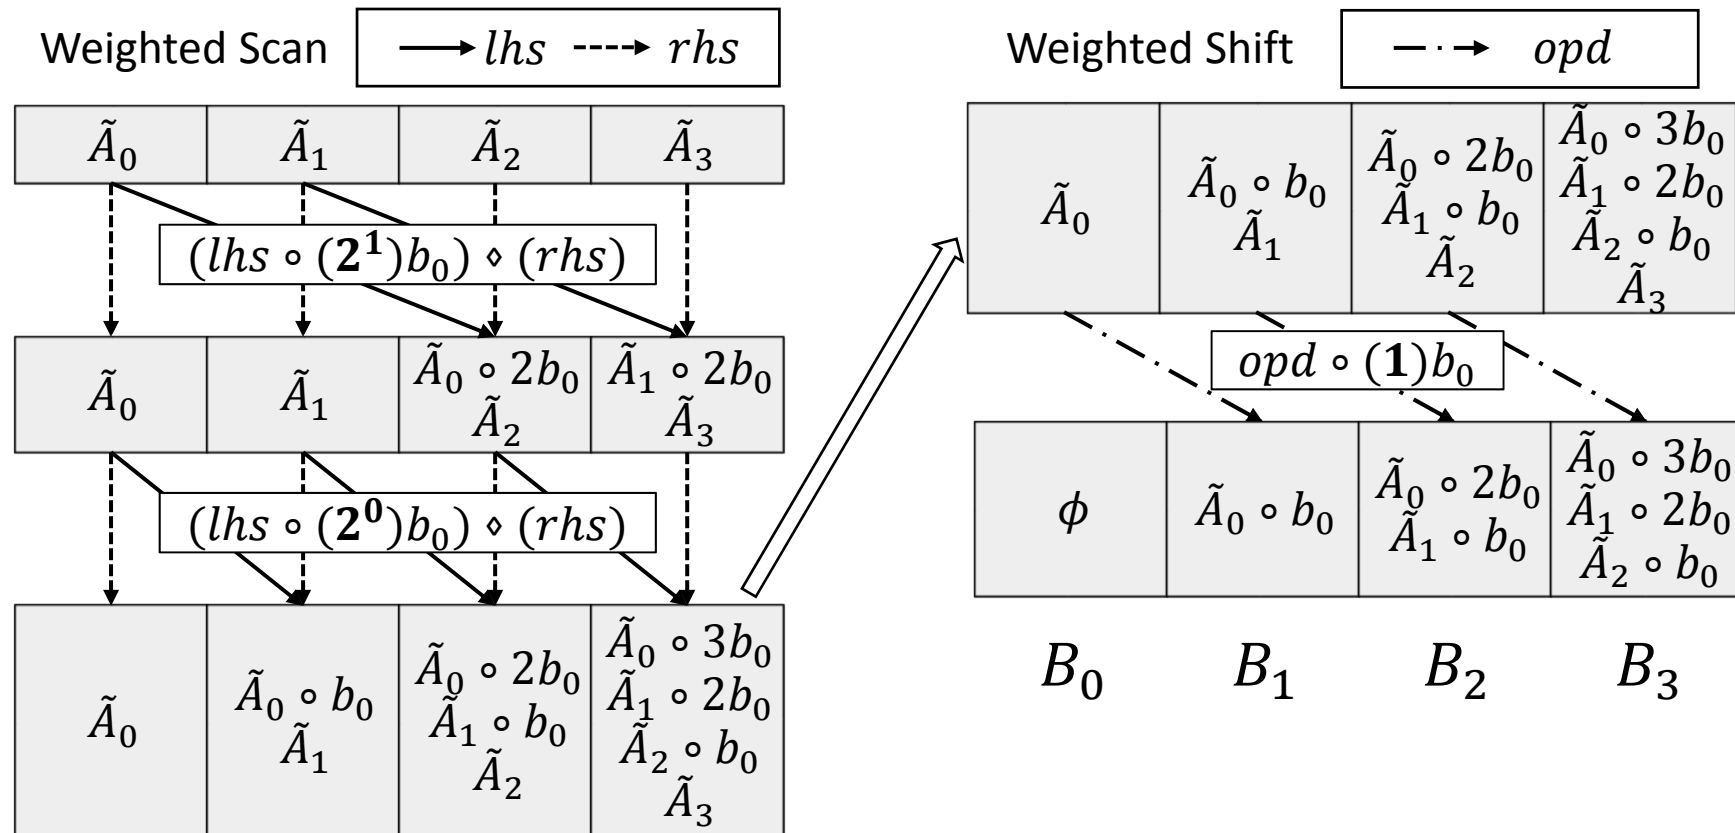 Weighted Scan
lhs rhs
Ã₀ Ã₁ Ã₂ Ã₃
(lhs ∘ (2¹)b₀) ⋄ (rhs)
Ã₀
Ã₁
Ã₀ ∘ 2b₀
Ã₂
Ã₁ ∘ 2b₀
Ã₃
(lhs ∘ (2⁰)b₀) ⋄ (rhs)
Ã₀
Ã₀ ∘ b₀
Ã₁
Ã₀ ∘ 2b₀
Ã₁ ∘ b₀
Ã₂
Ã₀ ∘ 3b₀
Ã₁ ∘ 2b₀
Ã₂ ∘ b₀
Ã₃
Weighted Shift
opd
Ã₀
Ã₀ ∘ b₀
Ã₁
Ã₀ ∘ 2b₀
Ã₁ ∘ b₀
Ã₂
Ã₀ ∘ 3b₀
Ã₁ ∘ 2b₀
Ã₂ ∘ b₀
Ã₃
opd ∘ (1)b₀
ϕ
Ã₀ ∘ b₀
Ã₀ ∘ 2b₀
Ã₁ ∘ b₀
Ã₀ ∘ 3b₀
Ã₁ ∘ 2b₀
Ã₂ ∘ b₀
B₀ B₁ B₂ B₃